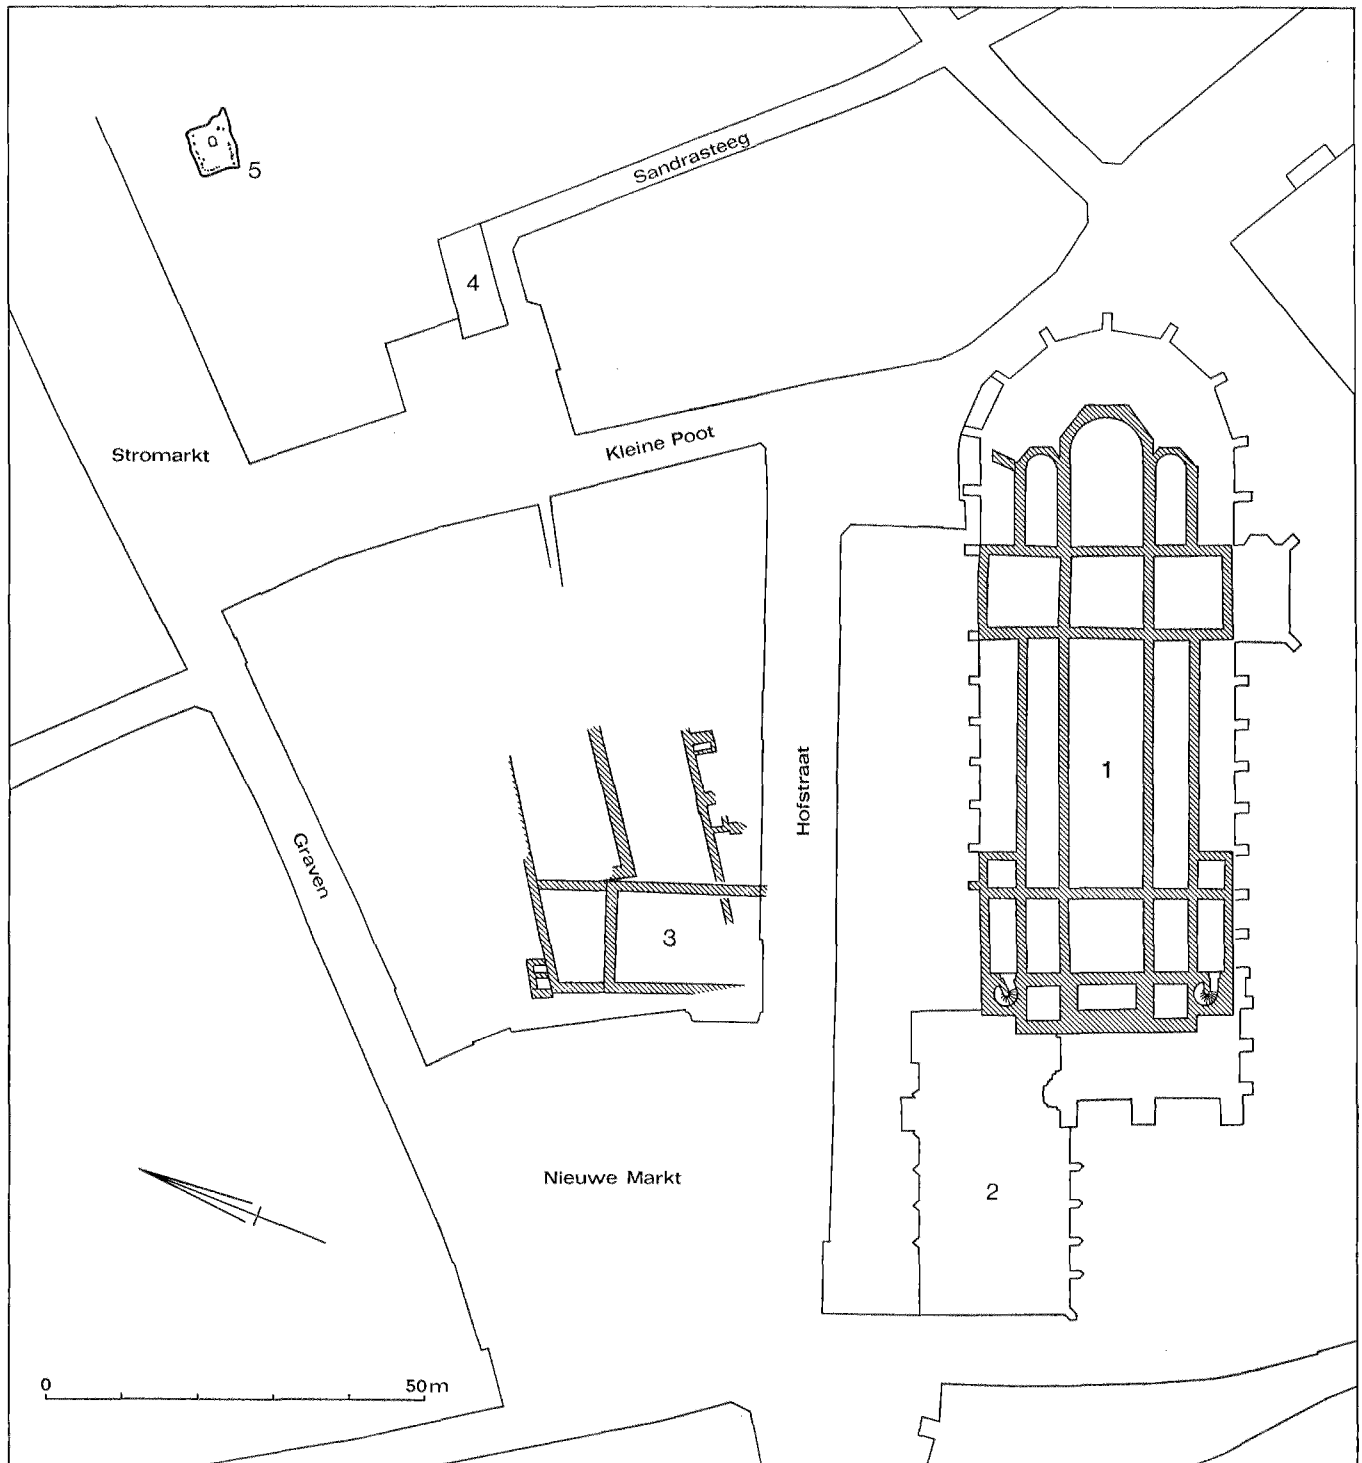 5
Sandrasteeg
4
Stromarkt
Kleine Poot
1
Hofstraat
Graven
3
Nieuwe Markt
2
0 50m